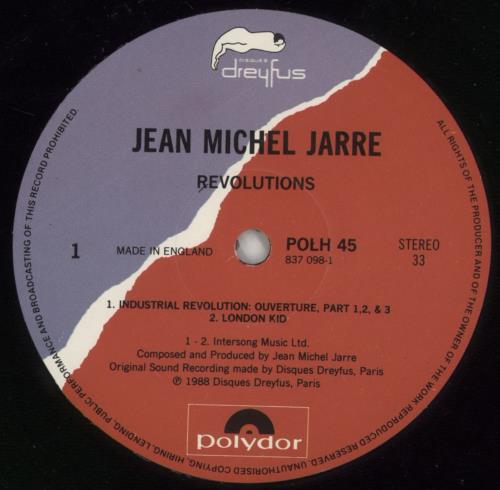 DISQUES
dreyfus
JEAN MICHEL JARRE
REVOLUTIONS
1
MADE IN ENGLAND
POLH 45
837 098-1
STEREO
33
1. INDUSTRIAL REVOLUTION: OUVERTURE, PART 1,2, & 3
2. LONDON KID
1 - 2. Intersong Music Ltd.
Composed and Produced by Jean Michel Jarre
Original Sound Recording made by Disques Dreyfus, Paris
℗ 1988 Disques Dreyfus, Paris
polydor
ALL RIGHTS OF THE PRODUCER AND OF THE OWNER OF THE WORK REPRODUCED RESERVED. UNAUTHORISED COPYING, HIRING, LENDING, PUBLIC PERFORMANCE AND BROADCASTING OF THIS RECORD PROHIBITED.